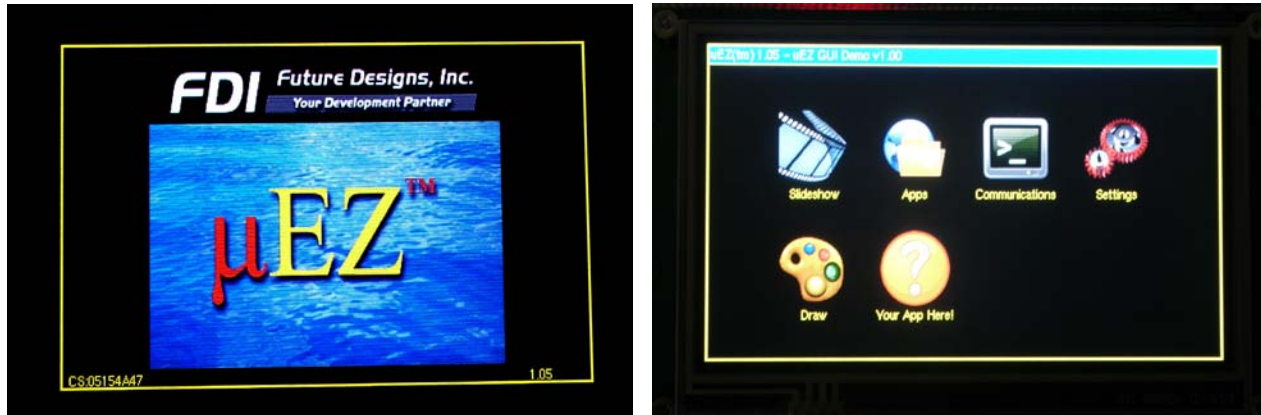 FDI Future Designs, Inc.
Your Development Partner
µEZ™
CS:05154A47 1.05
µEZ(tm) 1.05 - uEZ GUI Demo v1.00
Slideshow Apps Communications Settings
>_
?
Draw Your App Here!